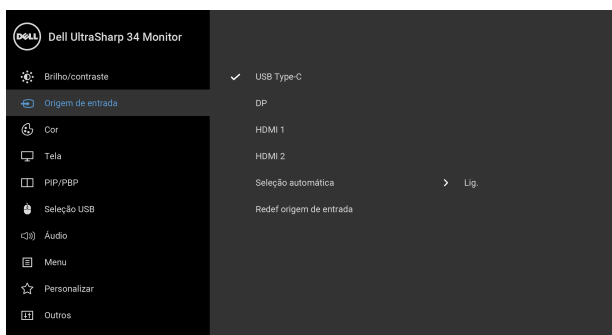 DELL Dell UltraSharp 34 Monitor
Brilho/contraste
Origem de entrada
Cor
Tela
PIP/PBP
Seleção USB
Áudio
Menu
Personalizar
Outros
USB Type-C
DP
HDMI 1
HDMI 2
Seleção automática Lig.
Redef origem de entrada